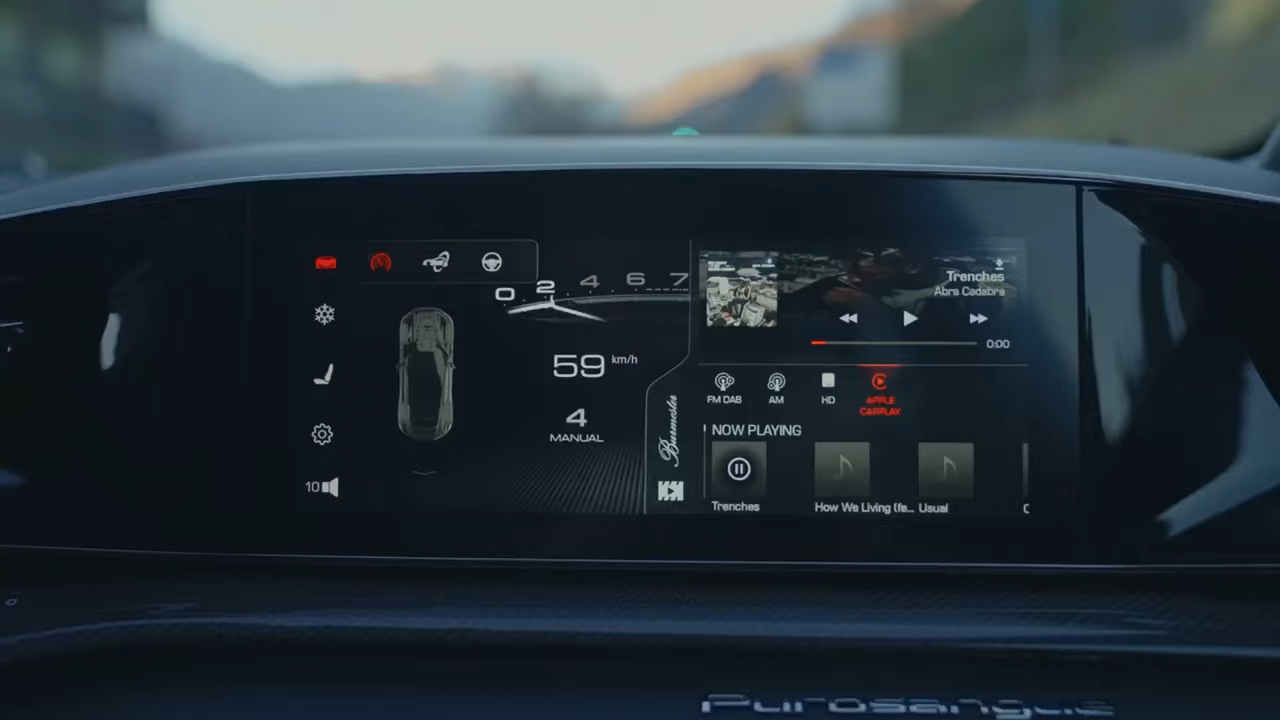 0 2 4 6 7
59 km/h
4
MANUAL
10
Burmester
Trenches
Abra Cadabra
0:00
FM DAB
AM
HD
APPLE
CARPLAY
NOW PLAYING
Trenches
How We Living (fe...
Usual
Purosangue